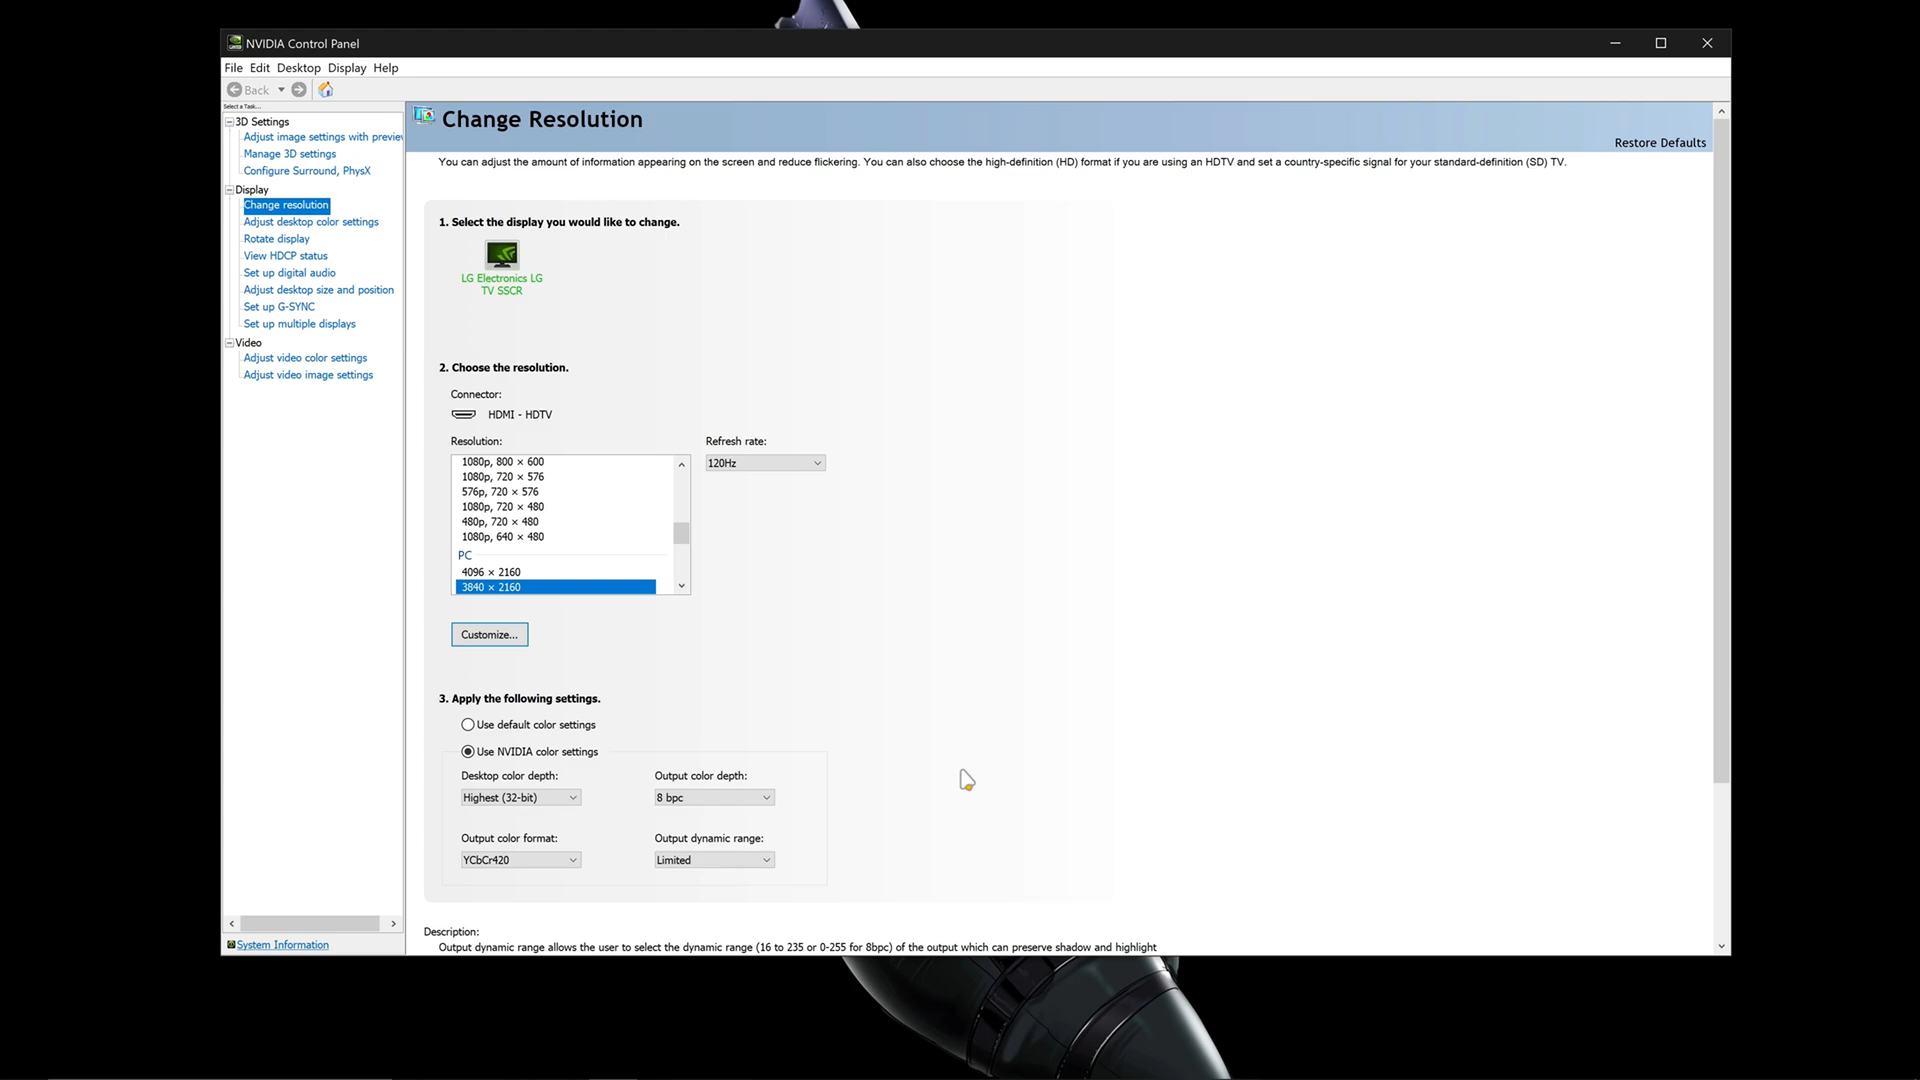 NVIDIA Control Panel
File Edit Desktop Display Help
Back
Select a Task...
3D Settings
Adjust image settings with preview
Manage 3D settings
Configure Surround, PhysX
Display
Change resolution
Adjust desktop color settings
Rotate display
View HDCP status
Set up digital audio
Adjust desktop size and position
Set up G-SYNC
Set up multiple displays
Video
Adjust video color settings
Adjust video image settings
System Information
Change Resolution
Restore Defaults
You can adjust the amount of information appearing on the screen and reduce flickering. You can also choose the high-definition (HD) format if you are using an HDTV and set a country-specific signal for your standard-definition (SD) TV.
1. Select the display you would like to change.
LG Electronics LG
TV SSCR
2. Choose the resolution.
Connector:
HDMI - HDTV
Resolution:
1080p, 800 × 600
1080p, 720 × 576
576p, 720 × 576
1080p, 720 × 480
480p, 720 × 480
1080p, 640 × 480
PC
4096 × 2160
3840 × 2160
Refresh rate:
120Hz
Customize...
3. Apply the following settings.
Use default color settings
Use NVIDIA color settings
Desktop color depth:
Highest (32-bit)
Output color depth:
8 bpc
Output color format:
YCbCr420
Output dynamic range:
Limited
Description:
Output dynamic range allows the user to select the dynamic range (16 to 235 or 0-255 for 8bpc) of the output which can preserve shadow and highlight